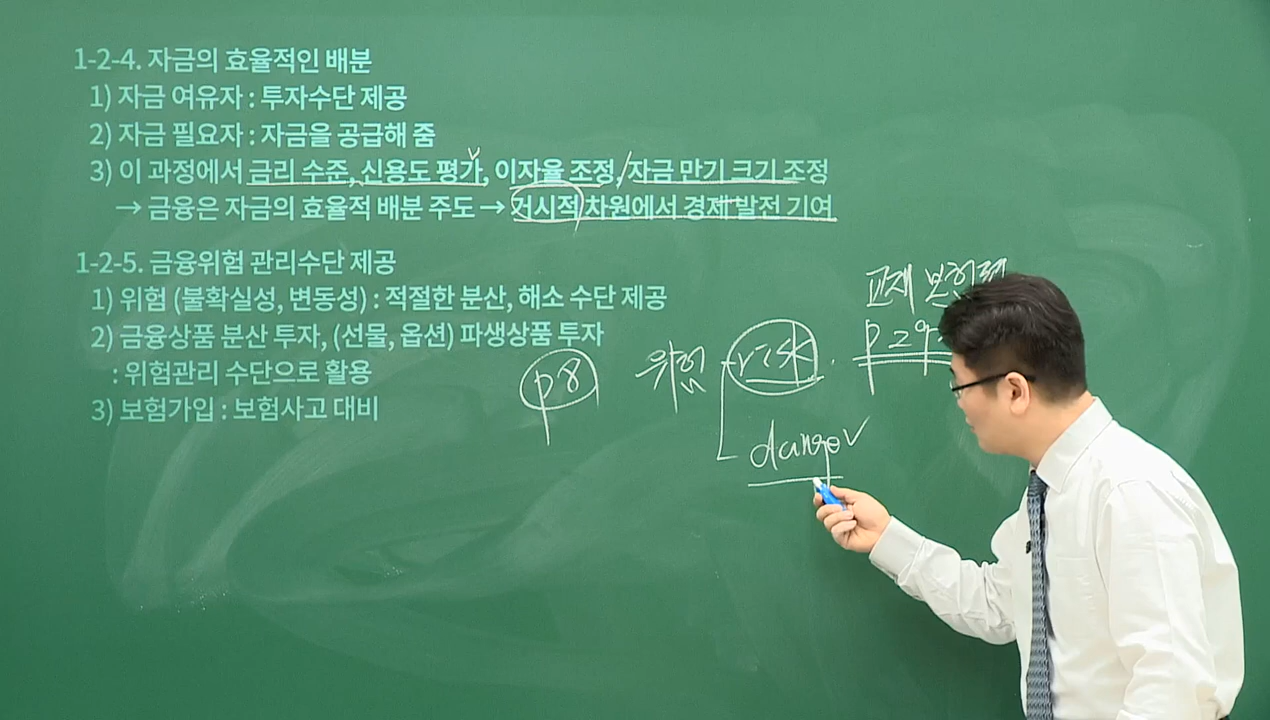 1-2-4. 자금의 효율적인 배분
1) 자금 여유자 : 투자수단 제공
2) 자금 필요자 : 자금을 공급해 줌
3) 이 과정에서 금리 수준, 신용도 평가, 이자율 조정, 자금 만기 크기 조정
→ 금융은 자금의 효율적 배분 주도 → 거시적 차원에서 경제 발전 기여
1-2-5. 금융위험 관리수단 제공
1) 위험 (불확실성, 변동성) : 적절한 분산, 해소 수단 제공
2) 금융상품 분산 투자, (선물, 옵션) 파생상품 투자
: 위험관리 수단으로 활용
3) 보험가입 : 보험사고 대비
교재 보험편
p29
p8 위험 risk
danger